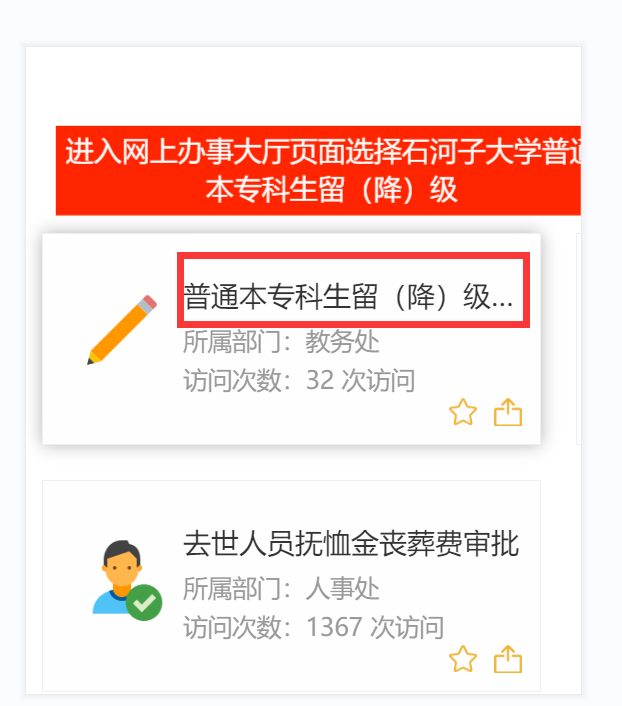 进入网上办事大厅页面选择石河子大学普通
本专科生留（降）级
普通本专科生留（降）级...
所属部门：教务处
访问次数：32 次访问
去世人员抚恤金丧葬费审批
所属部门：人事处
访问次数：1367 次访问